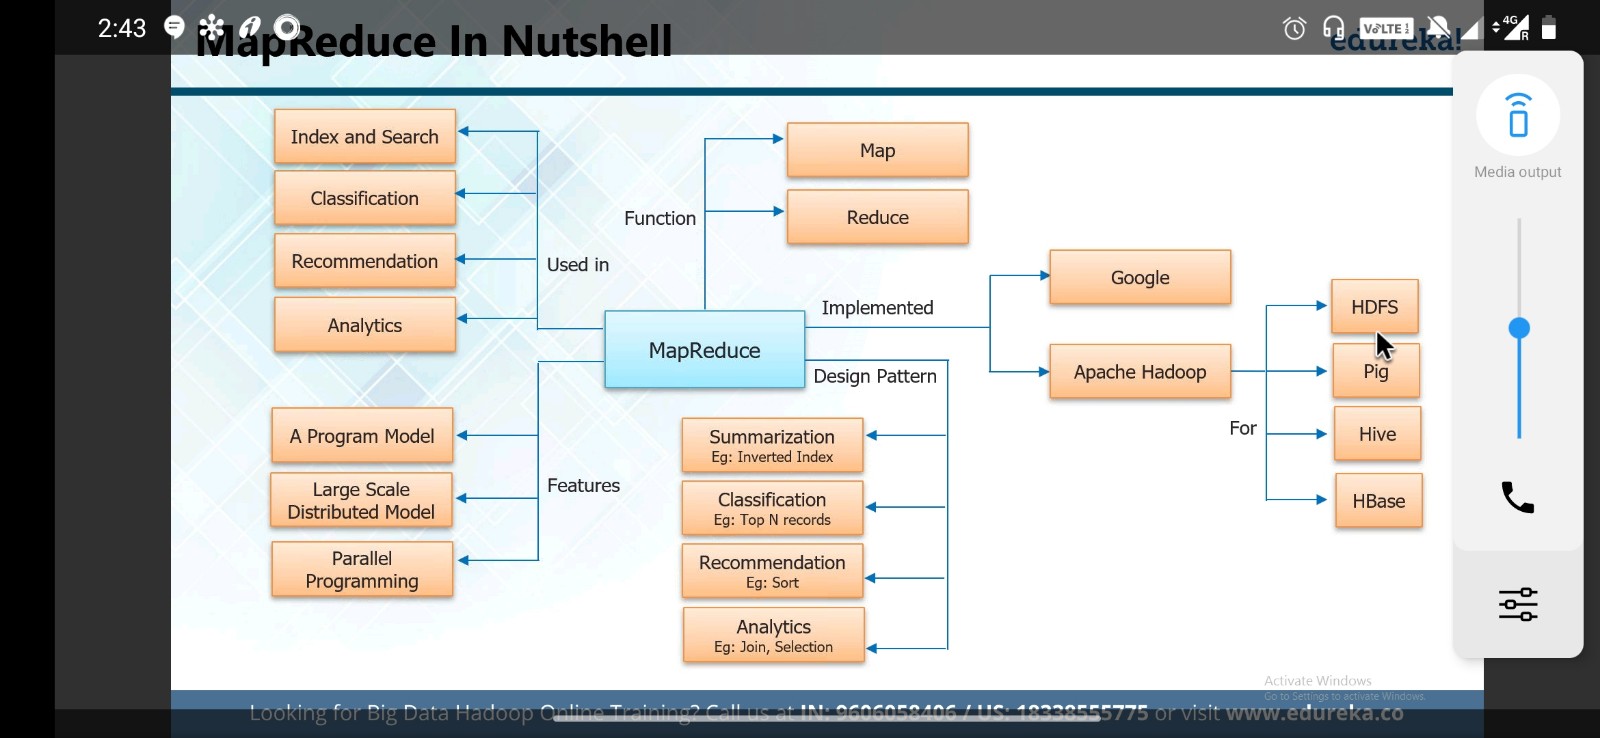 2:43
VoLTE 1
4G
R
MapReduce In Nutshell
edureka!
Media output
Index and Search
Classification
Recommendation
Analytics
Used in
Function
Map
Reduce
Implemented
Google
Apache Hadoop
For
HDFS
Pig
Hive
HBase
MapReduce
Design Pattern
A Program Model
Large Scale
Distributed Model
Parallel
Programming
Features
Summarization
Eg: Inverted Index
Classification
Eg: Top N records
Recommendation
Eg: Sort
Analytics
Eg: Join, Selection
Activate Windows
Go to Settings to activate Windows.
Looking for Big Data Hadoop Online Training? Call us at IN: 9606058406 / US: 18338555775 or visit www.edureka.co